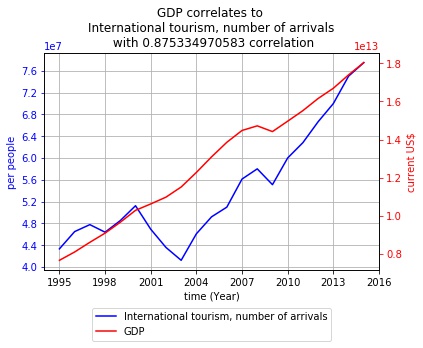 GDP correlates to
International tourism, number of arrivals
with 0.875334970583 correlation
1e7
1e13
7.6
7.2
6.8
6.4
6.0
5.6
5.2
4.8
4.4
4.0
per people
1.8
1.6
1.4
1.2
1.0
0.8
current US$
1995
1998
2001
2004
2007
2010
2013
2016
time (Year)
International tourism, number of arrivals
GDP